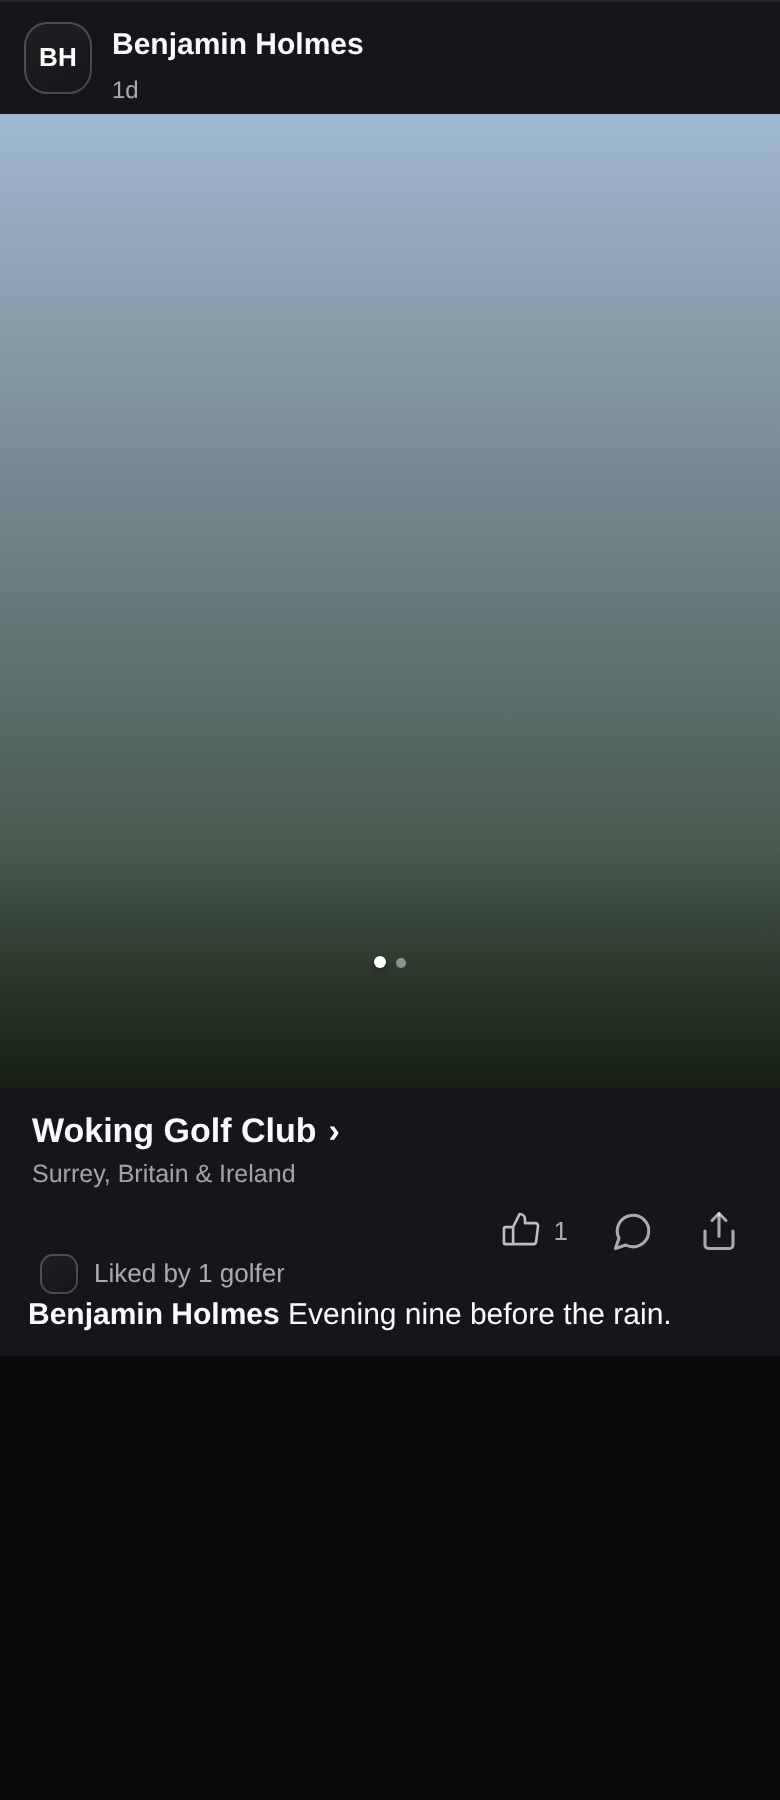 BH
Benjamin Holmes
1d
Woking Golf Club ›
Surrey, Britain & Ireland
1
Liked by 1 golfer
Benjamin Holmes Evening nine before the rain.